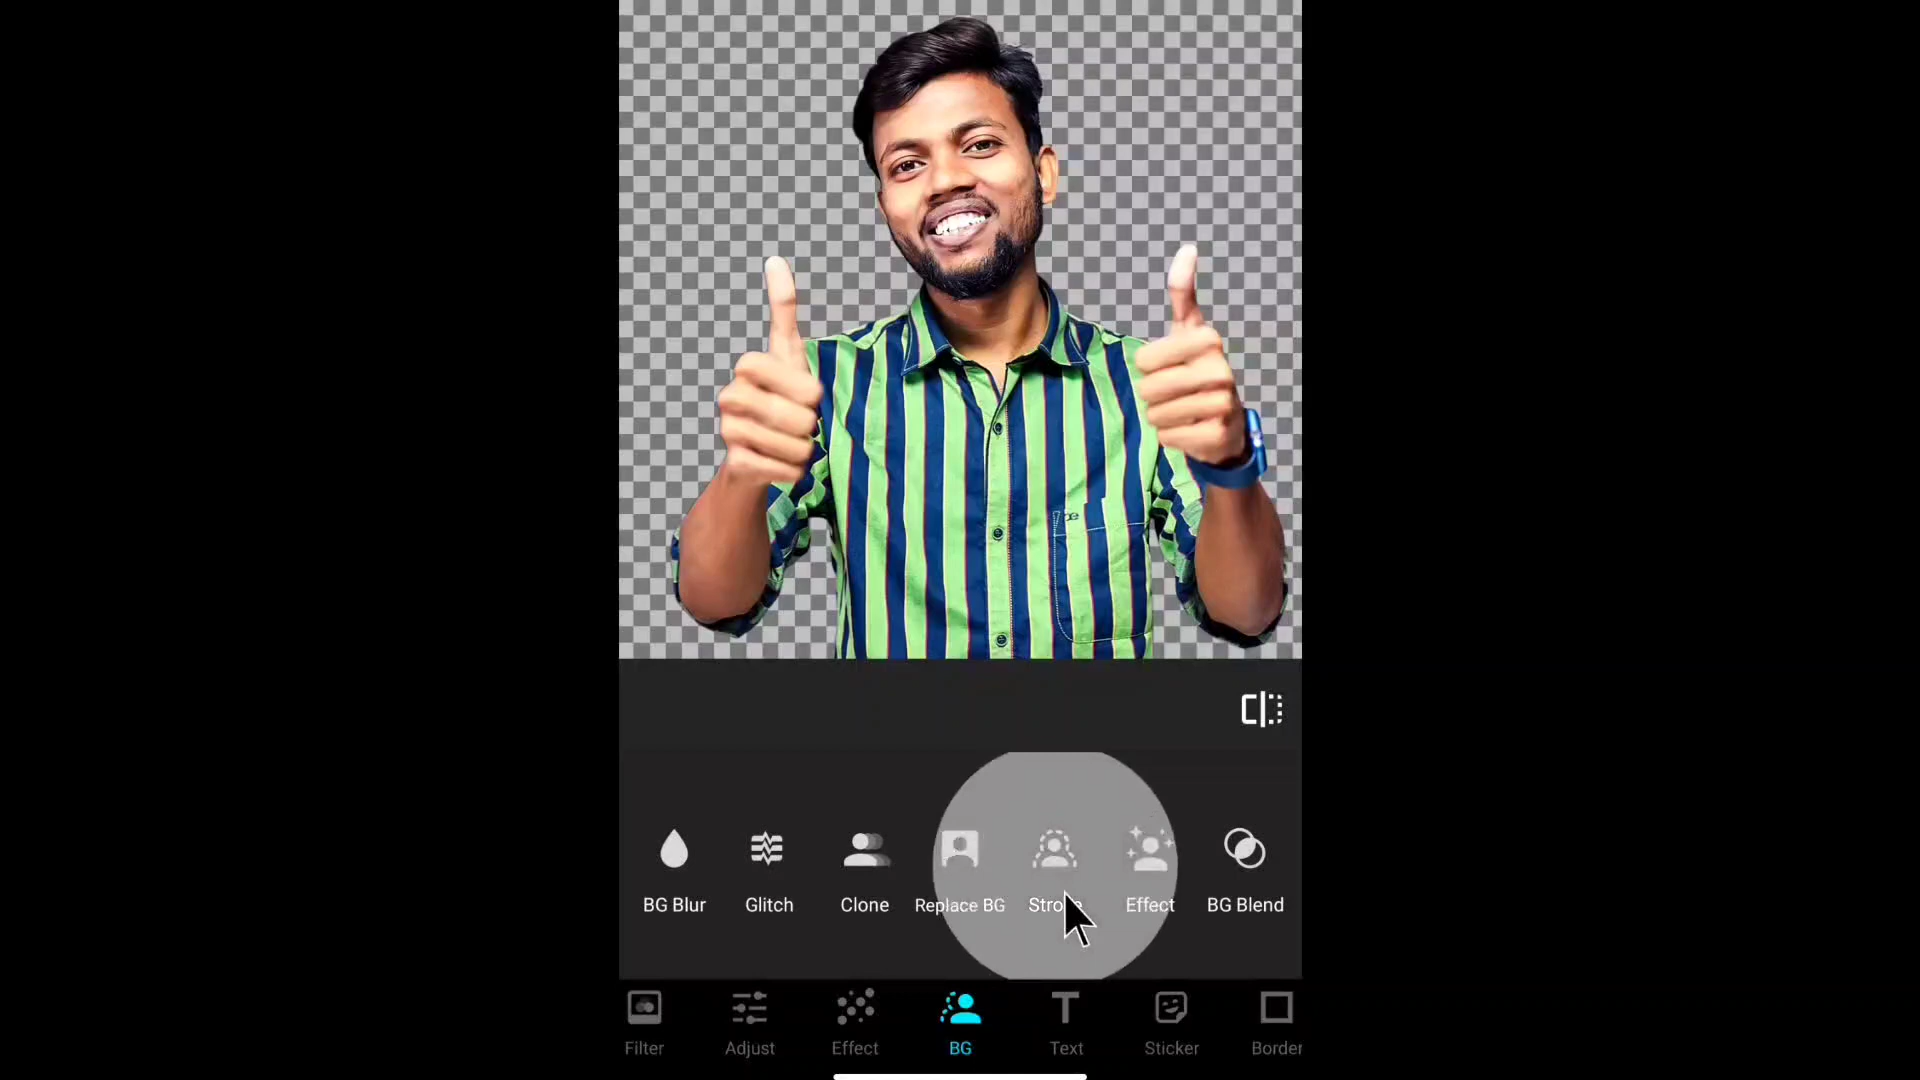 BG Blur
Glitch
Clone
Replace BG
Effect
BG Blend
Filter
Adjust
Effect
BG
Text
Sticker
Border